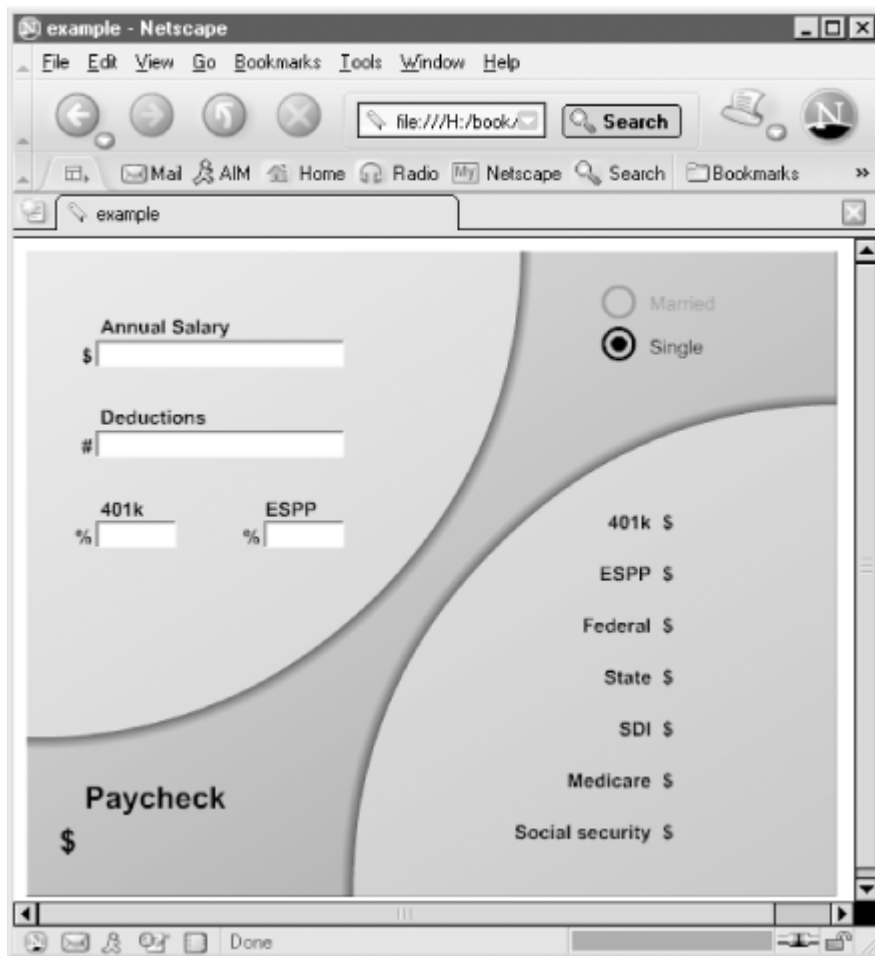 example - Netscape
File Edit View Go Bookmarks Tools Window Help
N file:///H:/book/ Search N
Mail AIM Home Radio My Netscape Search Bookmarks »
example
Married
Single
Annual Salary
$
Deductions
#
401k ESPP
% %
401k $
ESPP $
Federal $
State $
SDI $
Medicare $
Social security $
Paycheck
$
Done